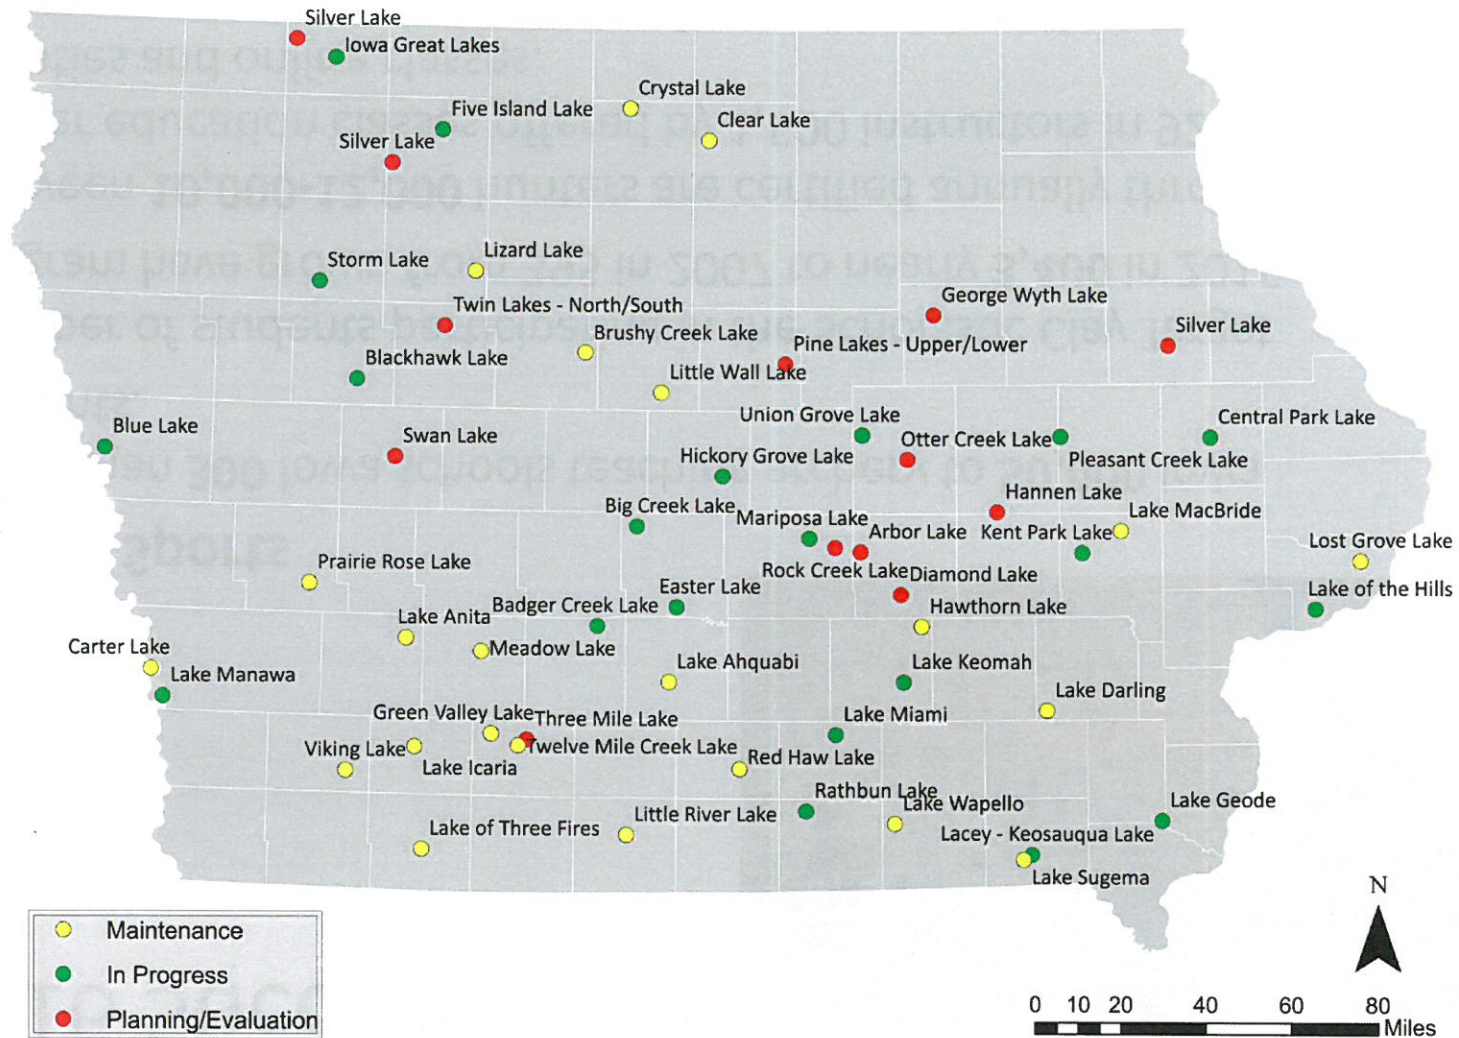 Silver Lake
Iowa Great Lakes
Crystal Lake
Five Island Lake
Clear Lake
Silver Lake
Lizard Lake
Storm Lake
George Wyth Lake
Twin Lakes - North/South
Silver Lake
Brushy Creek Lake
Pine Lakes - Upper/Lower
Blackhawk Lake
Little Wall Lake
Union Grove Lake
Central Park Lake
Blue Lake
Swan Lake
Otter Creek Lake
Hickory Grove Lake
Pleasant Creek Lake
Hannen Lake
Big Creek Lake
Lake MacBride
Mariposa Lake
Arbor Lake
Kent Park Lake
Lost Grove Lake
Prairie Rose Lake
Rock Creek Lake
Diamond Lake
Easter Lake
Lake of the Hills
Badger Creek Lake
Hawthorn Lake
Lake Anita
Carter Lake
Meadow Lake
Lake Ahquabi
Lake Keomah
Lake Manawa
Lake Darling
Green Valley Lake
Three Mile Lake
Lake Miami
Viking Lake
Twelve Mile Creek Lake
Red Haw Lake
Lake Icaria
Rathbun Lake
Lake Wapello
Lake Geode
Little River Lake
Lake of Three Fires
Lacey - Keosauqua Lake
Lake Sugema
N
Maintenance
In Progress
Planning/Evaluation
0 10 20 40 60 80
Miles